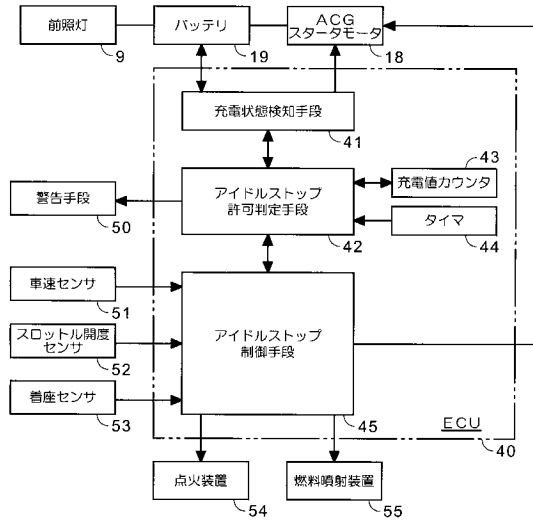 前照灯
9
バッテリ
19
ACG
スタータモータ
18
充電状態検知手段
41
アイドルストップ
許可判定手段
42
充電値カウンタ
43
タイマ
44
警告手段
50
車速センサ
51
スロットル開度
センサ
52
着座センサ
53
アイドルストップ
制御手段
45
ECU
40
点火装置
54
燃料噴射装置
55